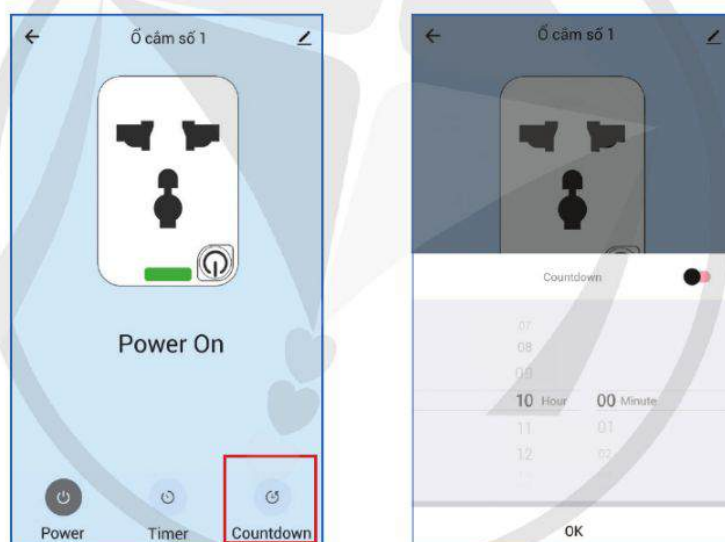 Ổ cắm số 1
Power On
Power Timer Countdown
Ổ cắm số 1
Countdown
07
08
09
10 Hour 00 Minute
11 01
12 02
OK